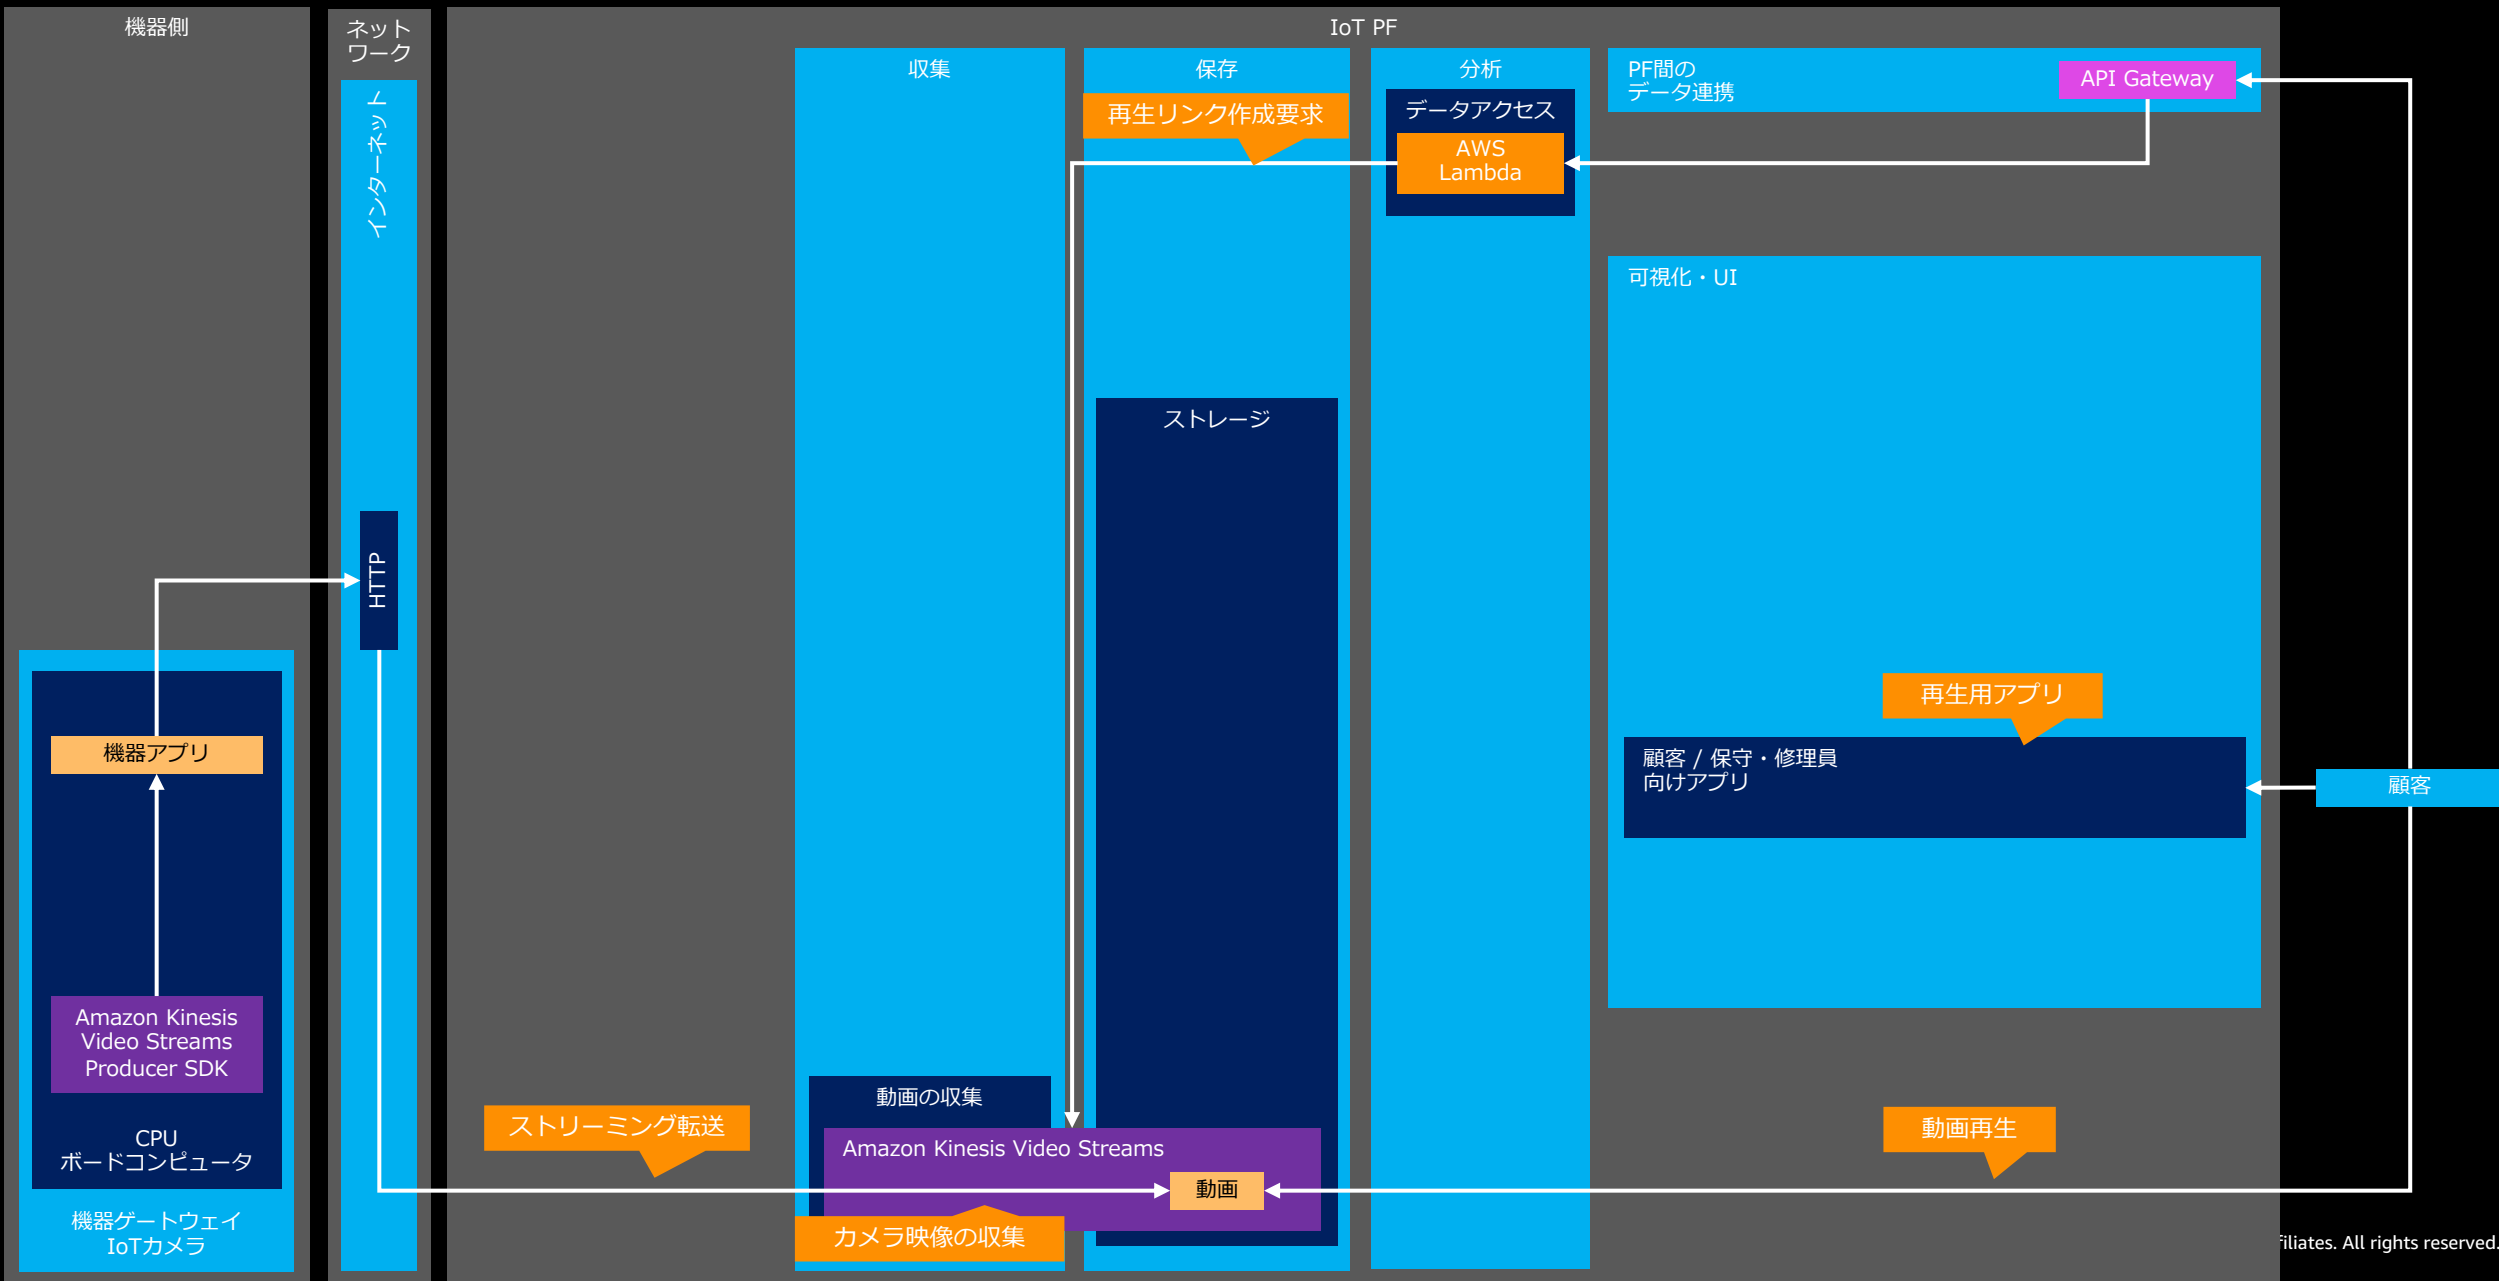 機器側
ネット
ワーク
IoT PF
インターネット
収集
保存
分析
PF間の
データ連携
API Gateway
再生リンク作成要求
データアクセス
AWS
Lambda
可視化・UI
ストレージ
HTTP
機器アプリ
再生用アプリ
顧客 / 保守・修理員
向けアプリ
顧客
Amazon Kinesis
Video Streams
Producer SDK
CPU
ボードコンピュータ
機器ゲートウェイ
IoTカメラ
ストリーミング転送
動画の収集
Amazon Kinesis Video Streams
動画
カメラ映像の収集
動画再生
filiates. All rights reserved.